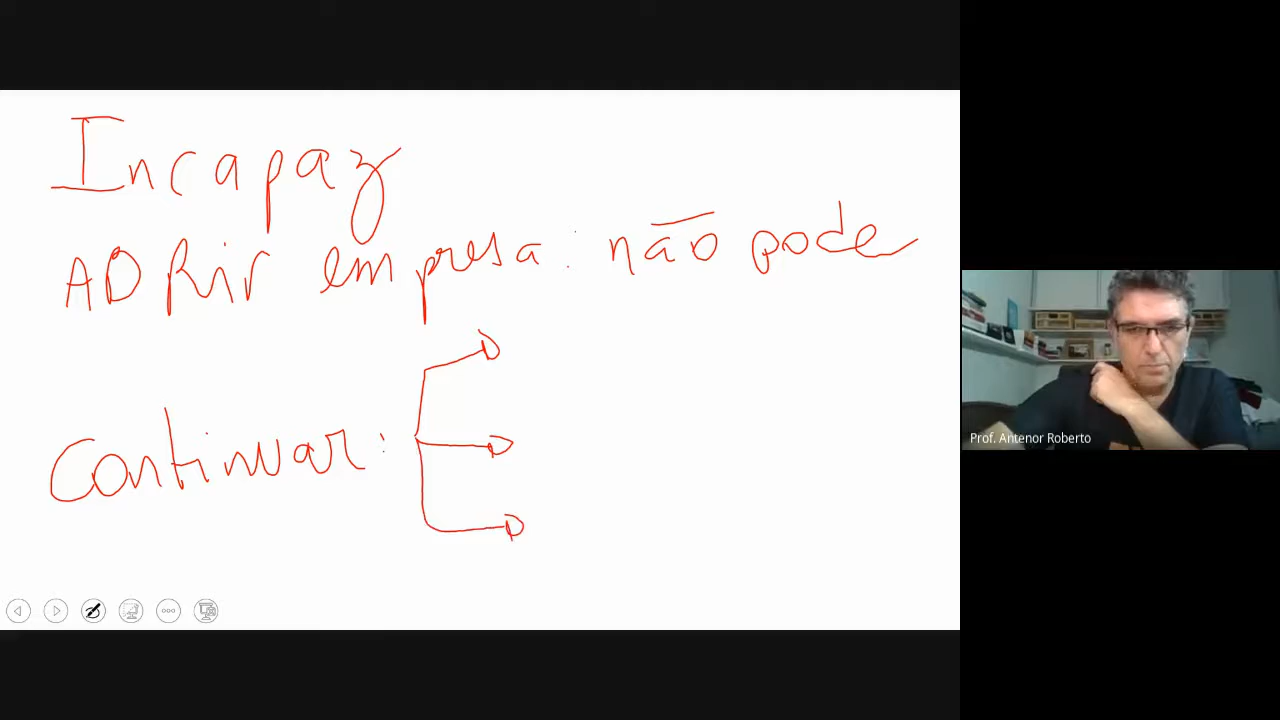 Incapaz
ABRir empresa: não pode
Continuar:
Prof. Antenor Roberto